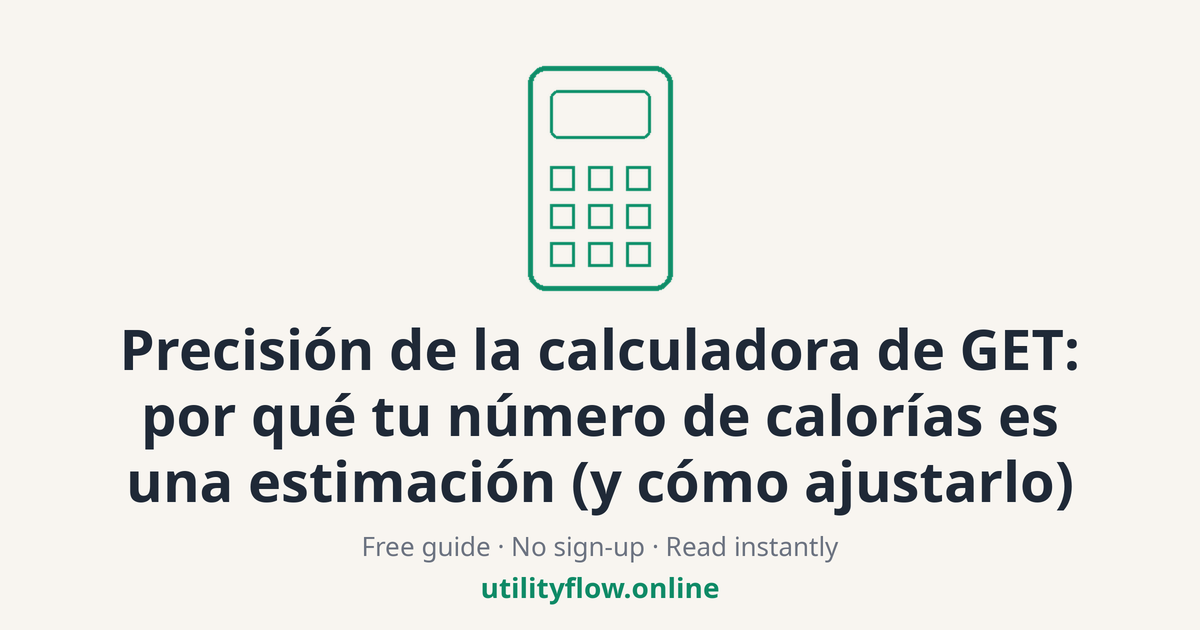 Precisión de la calculadora de GET:
por qué tu número de calorías es
una estimación (y cómo ajustarlo)
Free guide · No sign-up · Read instantly
utilityflow.online